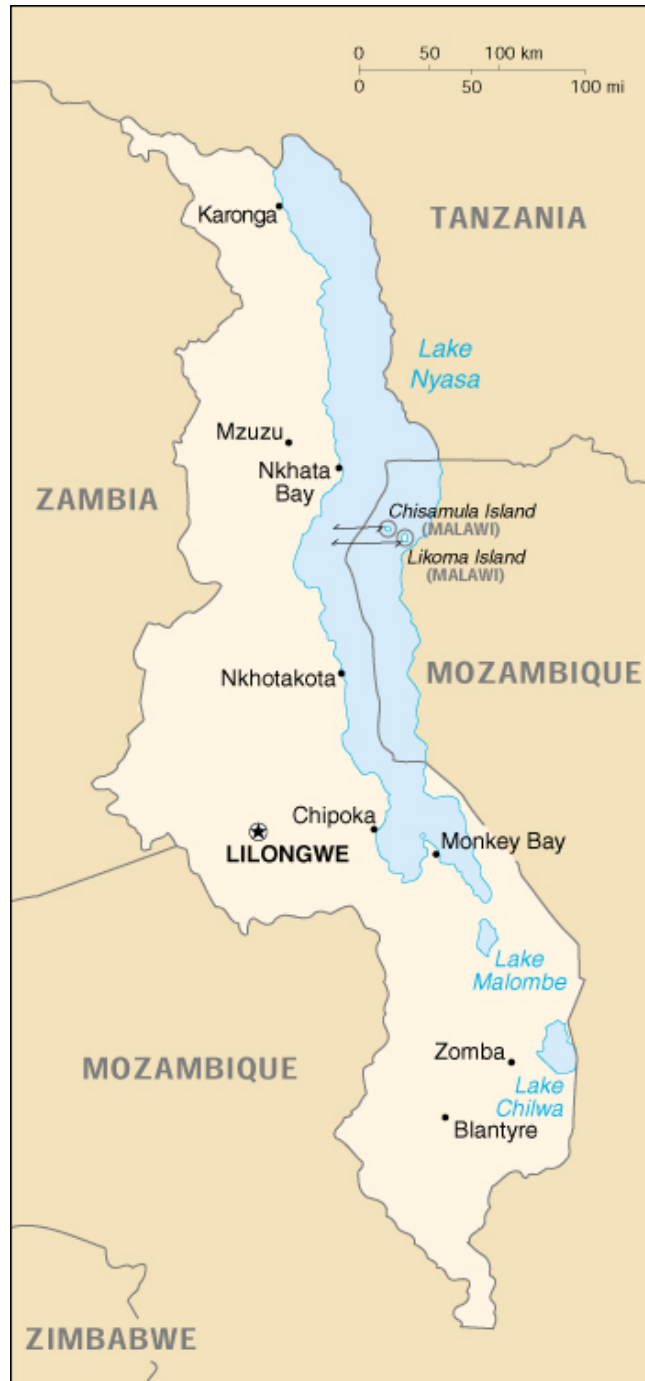 0 50 100 km
0 50 100 mi
Karonga
TANZANIA
Lake
Nyasa
Mzuzu
Nkhata
Bay
ZAMBIA
Chisamula Island
(MALAWI)
Likoma Island
(MALAWI)
Nkhotakota
MOZAMBIQUE
Chipoka
LILONGWE
Monkey Bay
Lake
Malombe
Zomba
MOZAMBIQUE
Lake
Chilwa
Blantyre
ZIMBABWE